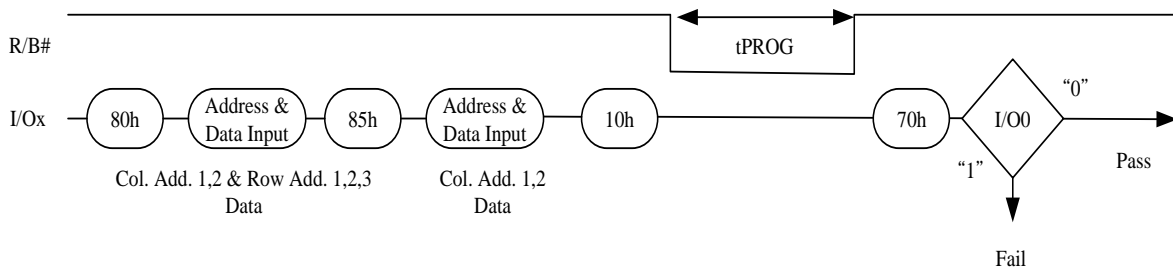 R/B#
tPROG
I/Ox
80h
Address &
Data Input
85h
Address &
Data Input
10h
70h
I/O0
“0”
“1”
Pass
Col. Add. 1,2 & Row Add. 1,2,3
Data
Col. Add. 1,2
Data
Fail